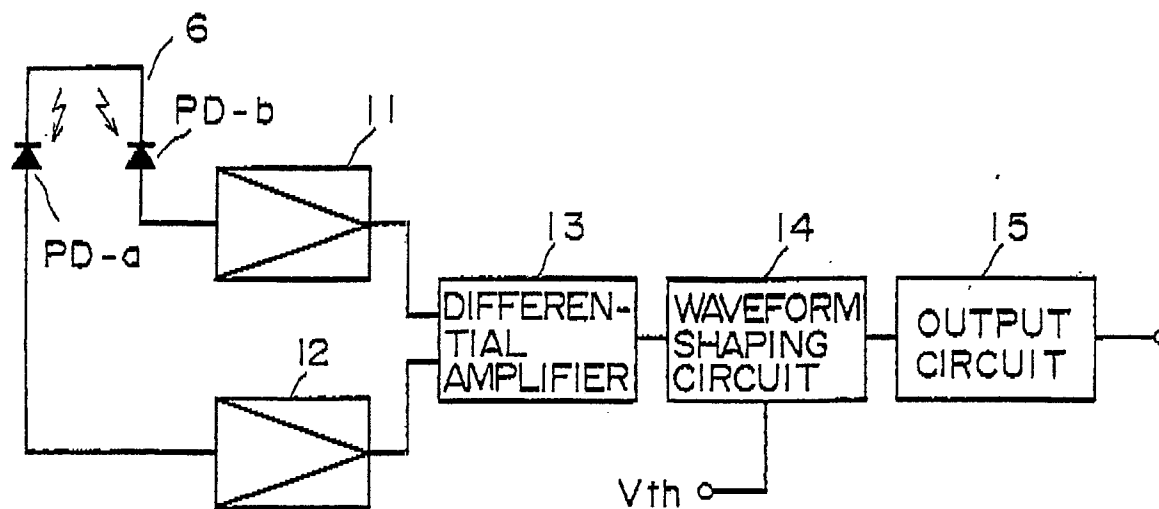 6
PD-b
PD-a
11
12
13
DIFFEREN-
TIAL
AMPLIFIER
14
WAVEFORM
SHAPING
CIRCUIT
15
OUTPUT
CIRCUIT
Vth